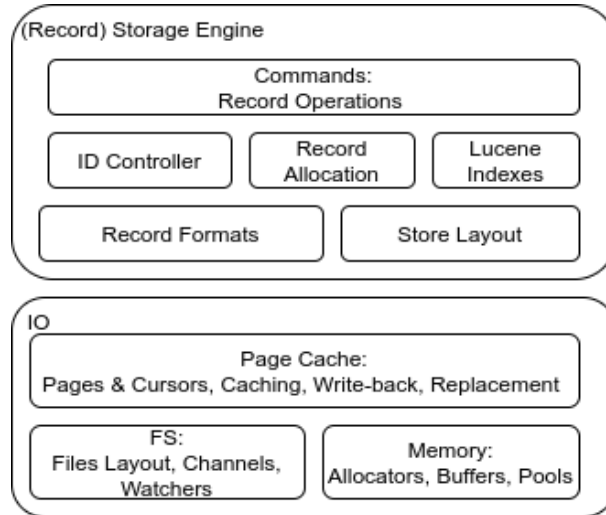 (Record) Storage Engine
Commands:
Record Operations
ID Controller
Record
Allocation
Lucene
Indexes
Record Formats
Store Layout
IO
Page Cache:
Pages & Cursors, Caching, Write-back, Replacement
FS:
Files Layout, Channels,
Watchers
Memory:
Allocators, Buffers, Pools